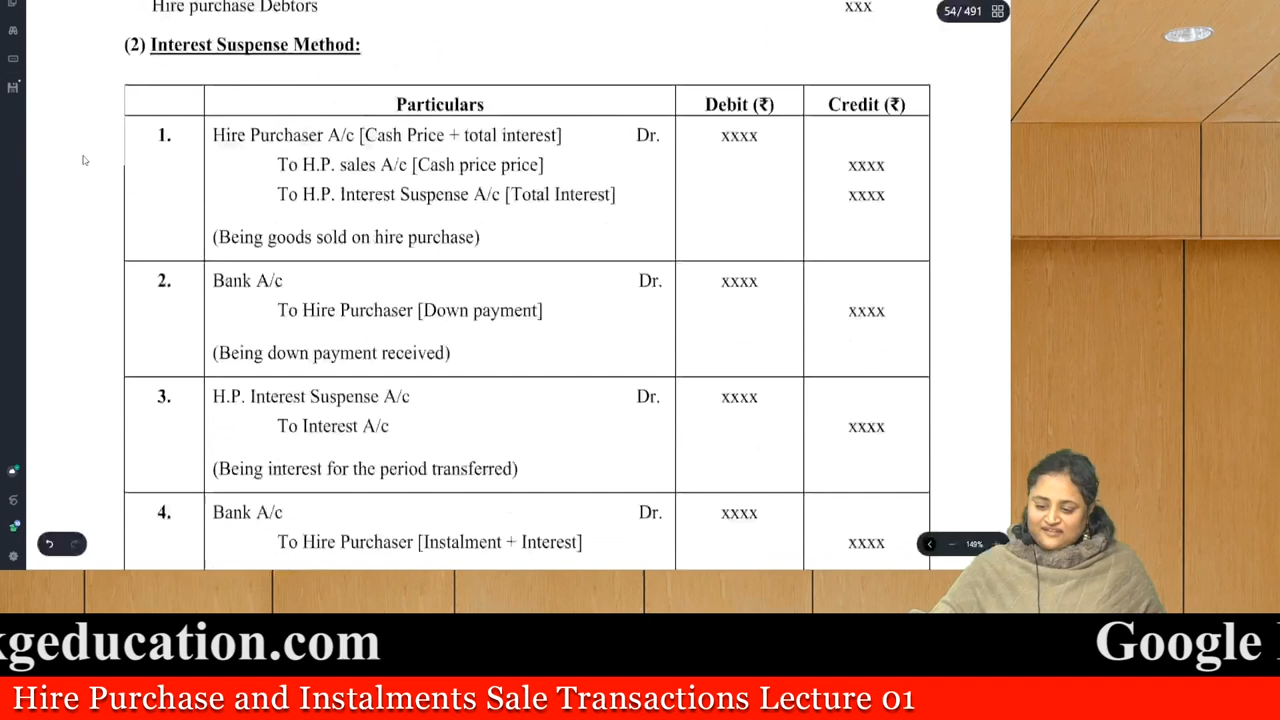 Hire purchase Debtors xxx
54/491
(2) Interest Suspense Method:
Particulars Debit (₹) Credit (₹)
1. Hire Purchaser A/c [Cash Price + total interest] Dr. xxxx
To H.P. sales A/c [Cash price price] xxxx
To H.P. Interest Suspense A/c [Total Interest] xxxx
(Being goods sold on hire purchase)
2. Bank A/c Dr. xxxx
To Hire Purchaser [Down payment] xxxx
(Being down payment received)
3. H.P. Interest Suspense A/c Dr. xxxx
To Interest A/c xxxx
(Being interest for the period transferred)
4. Bank A/c Dr. xxxx
To Hire Purchaser [Instalment + Interest] xxxx
149%
kgeducation.com Google
Hire Purchase and Instalments Sale Transactions Lecture 01